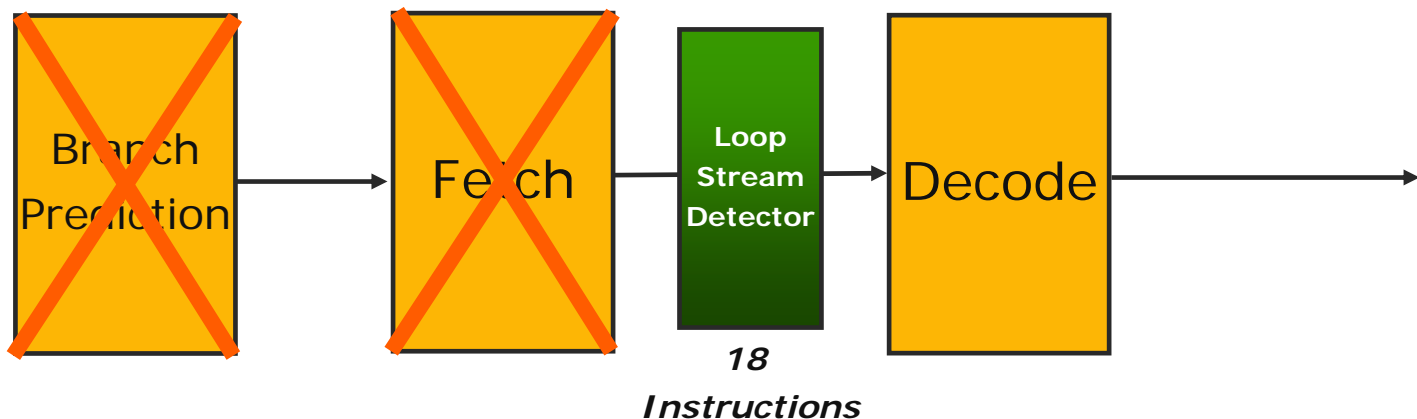 Branch
Prediction
Fetch
Loop
Stream
Detector
Decode
18
Instructions